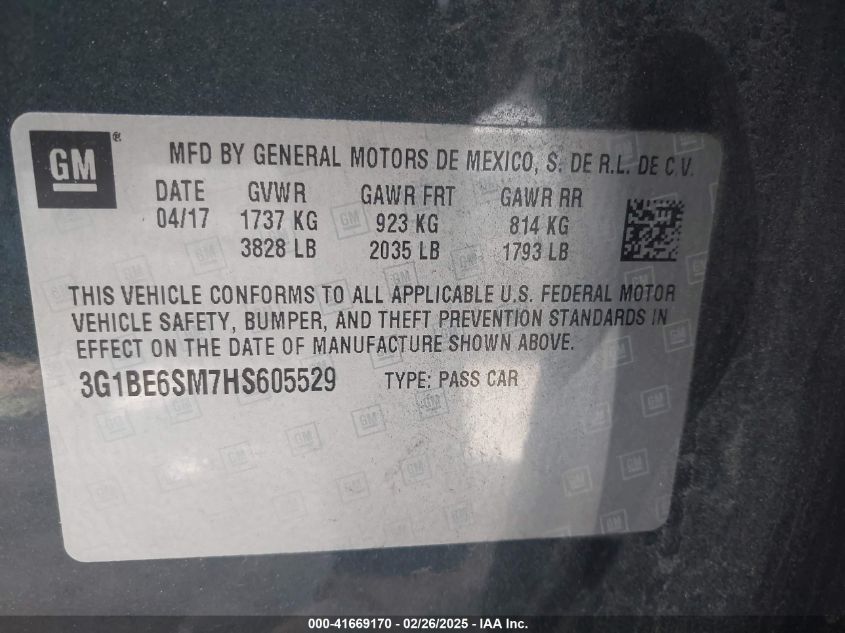 GM ®
MFD BY GENERAL MOTORS DE MEXICO, S. DE R.L. DE C.V.
DATE GVWR GAWR FRT GAWR RR
04/17 1737 KG 923 KG 814 KG
3828 LB 2035 LB 1793 LB
THIS VEHICLE CONFORMS TO ALL APPLICABLE U.S. FEDERAL MOTOR
VEHICLE SAFETY, BUMPER, AND THEFT PREVENTION STANDARDS IN
EFFECT ON THE DATE OF MANUFACTURE SHOWN ABOVE.
3G1BE6SM7HS605529 TYPE: PASS CAR
000-41669170 - 02/26/2025 - IAA Inc.